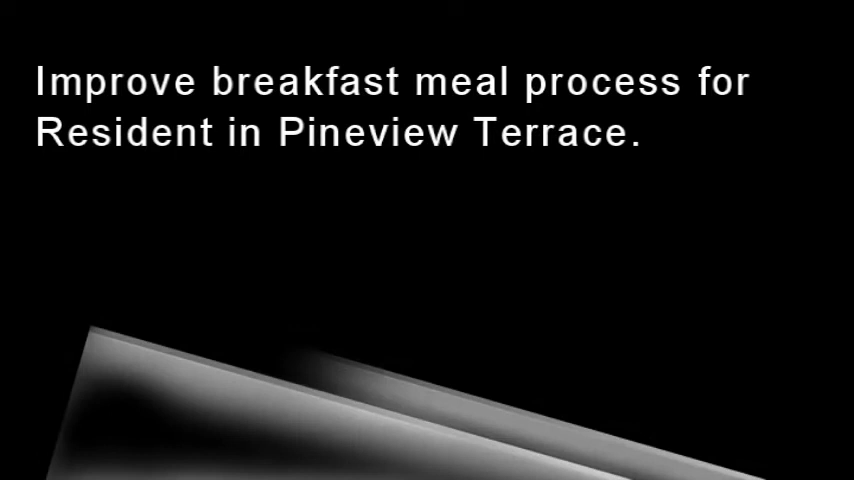 Improve breakfast meal process for
Resident in Pineview Terrace.